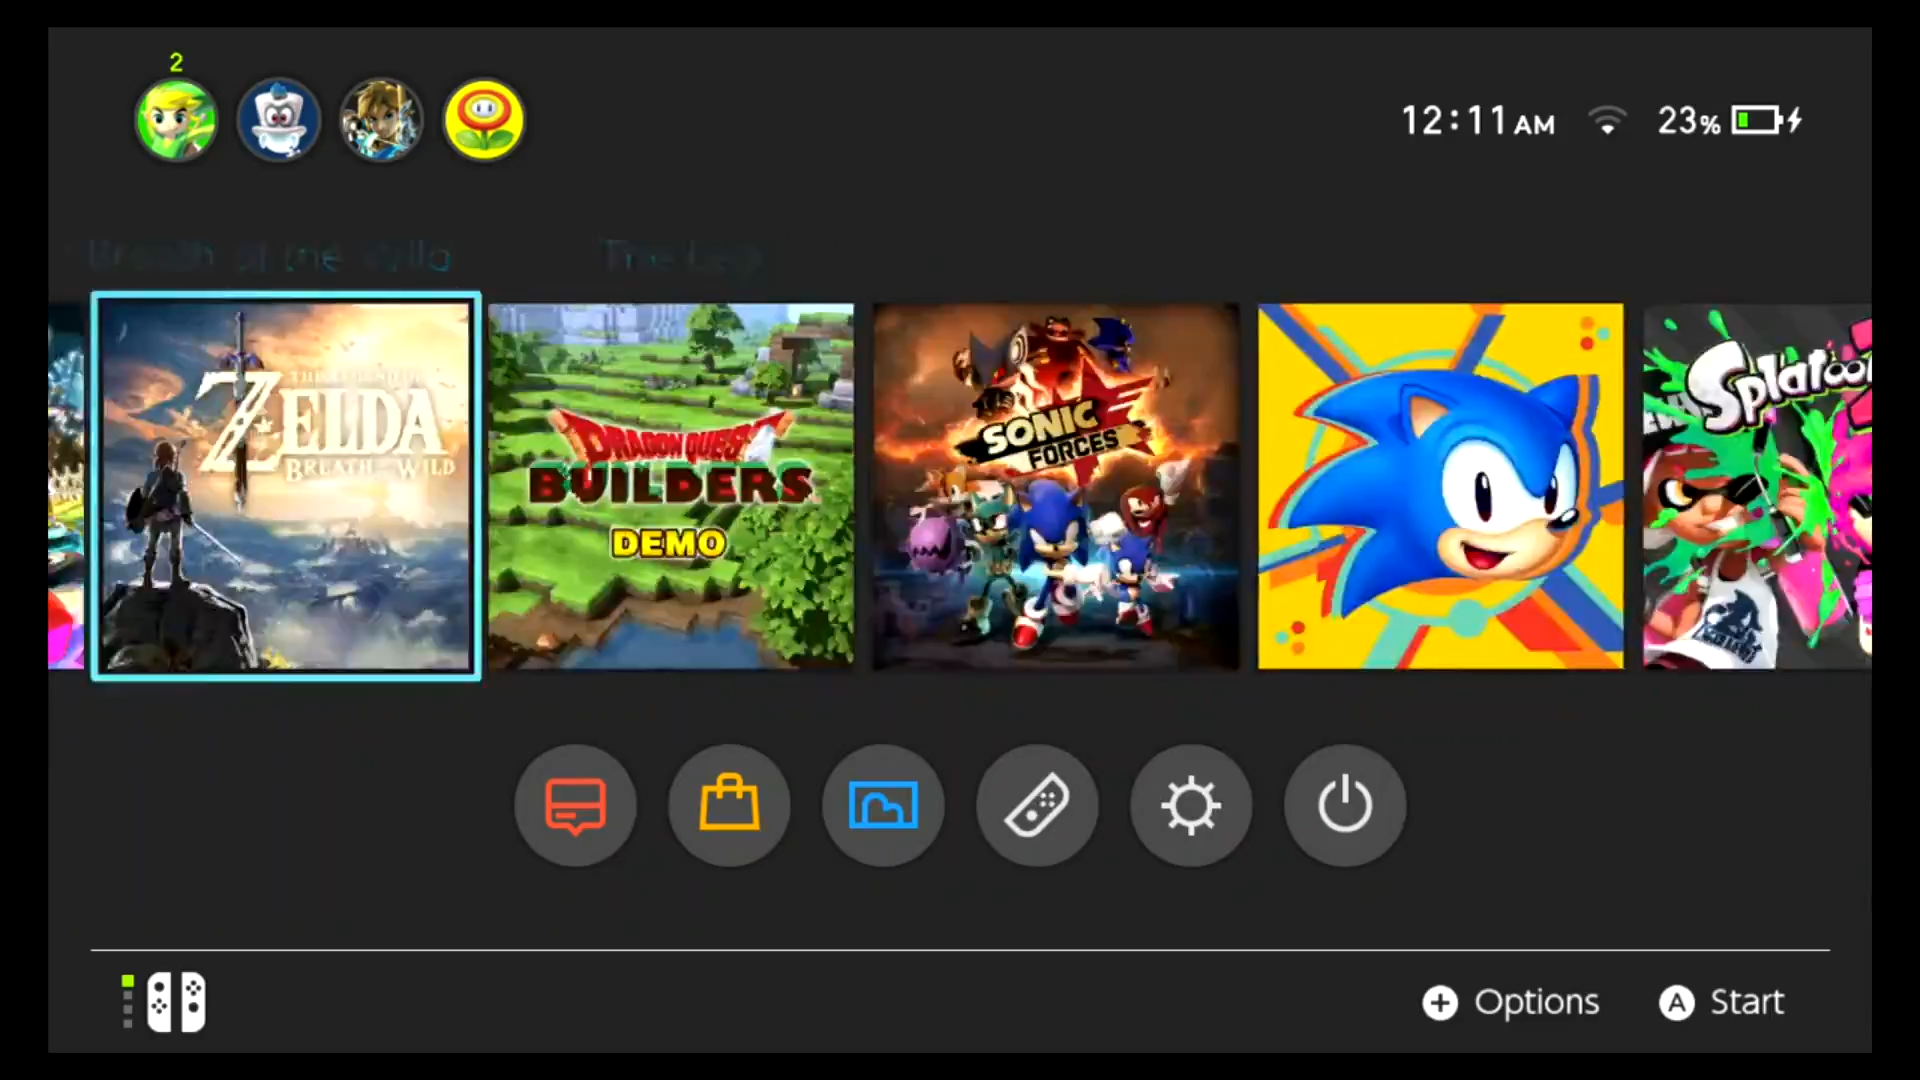 2
12:11 AM
23%
THE LEGEND OF
ZELDA
BREATH OF THE WILD
DRAGON QUEST
BUILDERS
DEMO
SONIC
FORCES
Options
Start